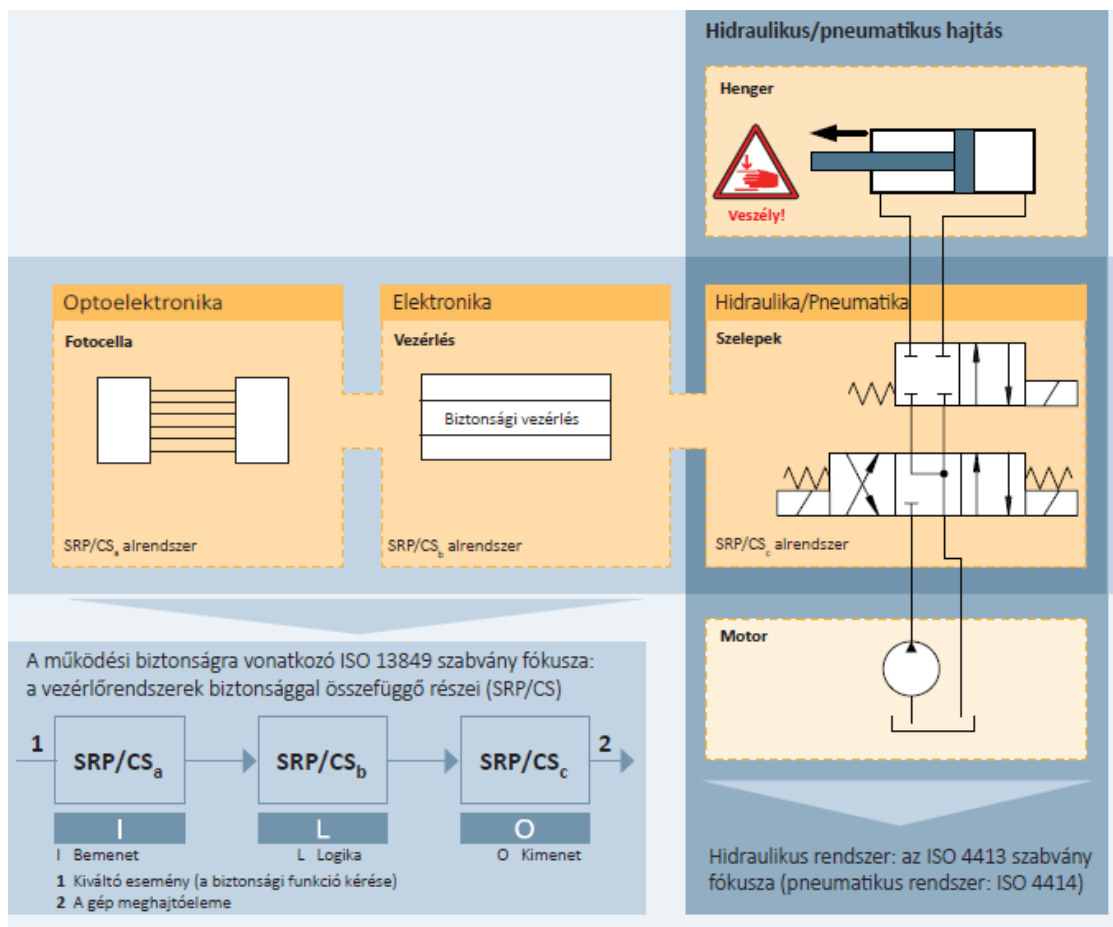 Hidraulikus/pneumatikus hajtás
Henger
Veszély!
Optoelektronika
Fotocella
SRP/CSa alrendszer
Elektronika
Vezérlés
Biztonsági vezérlés
SRP/CSb alrendszer
Hidraulika/Pneumatika
Szelepek
SRP/CSc alrendszer
Motor
A működési biztonságra vonatkozó ISO 13849 szabvány fókusza:
a vezérlőrendszerek biztonsággal összefüggő részei (SRP/CS)
1
SRP/CSa
SRP/CSb
SRP/CSc
2
I
L
O
I Bemenet
L Logika
O Kimenet
1 Kiváltó esemény (a biztonsági funkció kérése)
2 A gép meghajtóeleme
Hidraulikus rendszer: az ISO 4413 szabvány
fókusza (pneumatikus rendszer: ISO 4414)